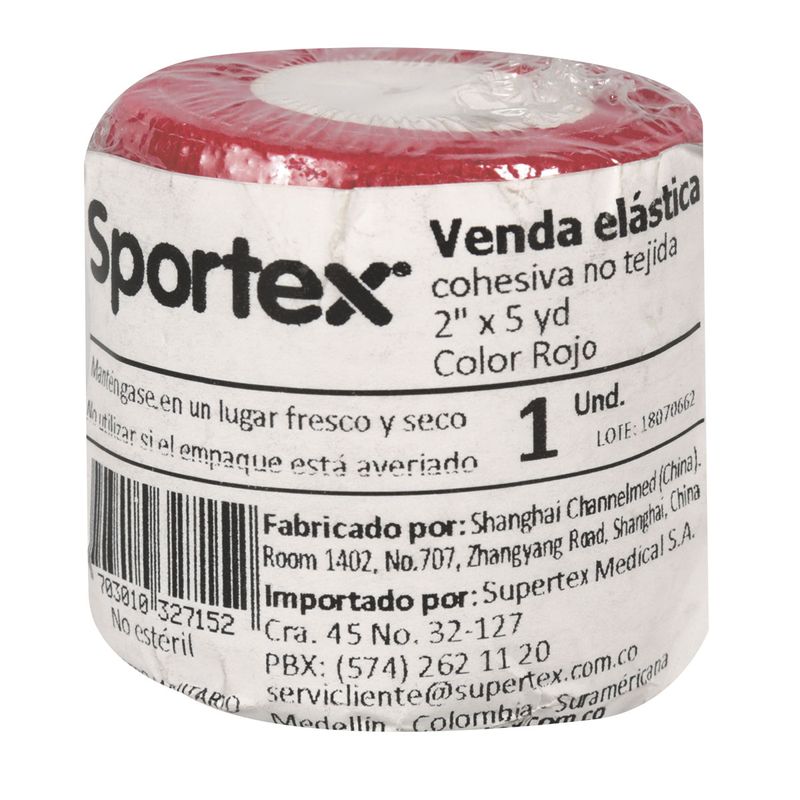 Sportex®
Venda elástica
cohesiva no tejida
2" x 5 yd
Color Rojo
Manténgase en un lugar fresco y seco
No utilizar si el empaque está averiado
1 Und.
LOTE: 18070662
Fabricado por: Shanghai Channelmed (China).
Room 1402, No.707, Zhangyang Road, Shanghai, China
Importado por: Supertex Medical S.A.
Cra. 45 No. 32-127
PBX: (574) 262 11 20
servicliente@supertex.com.co
Medellín - Colombia - Suramérica
703010 327152
No estéril